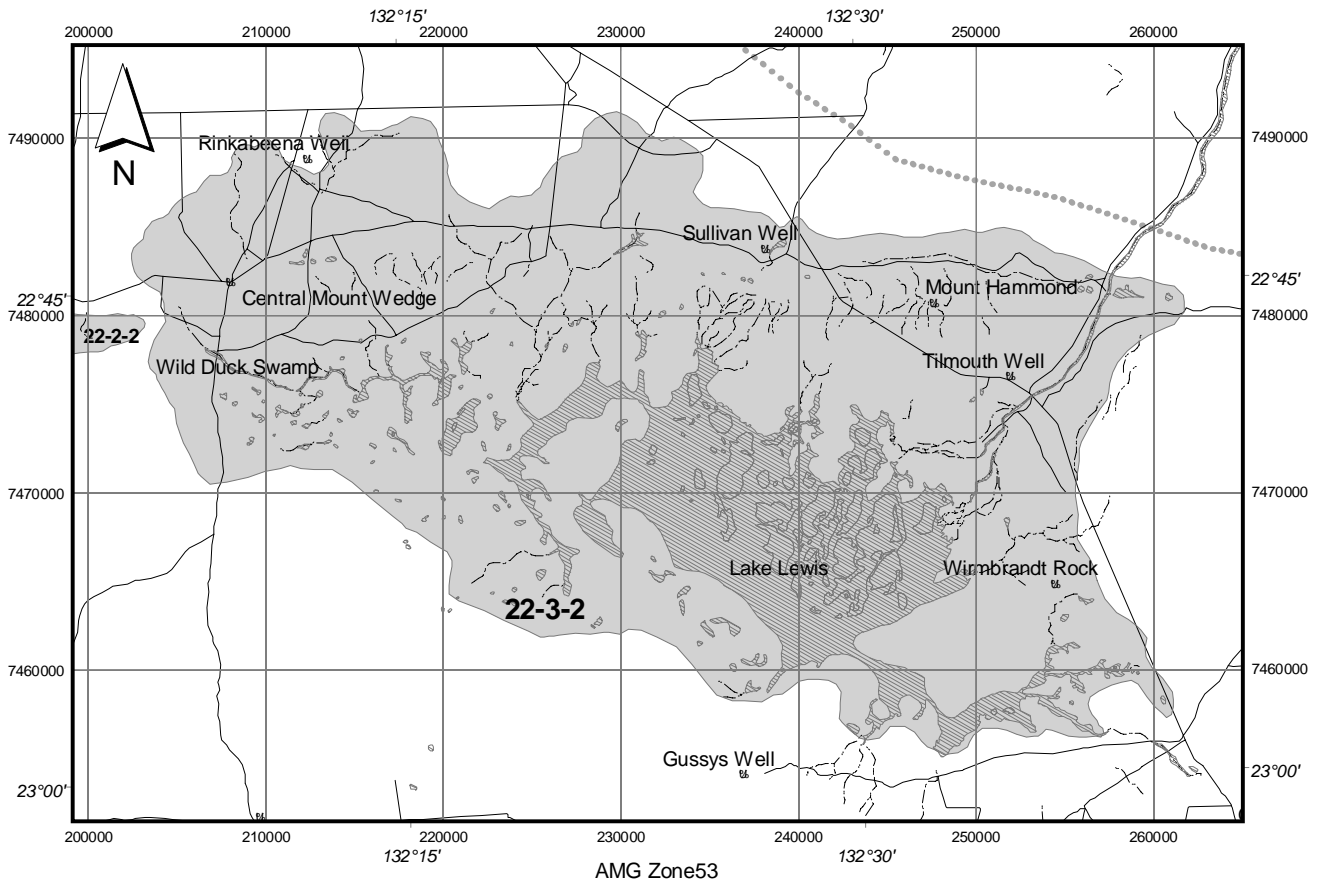 132°15' 132°30'
200000 210000 220000 230000 240000 250000 260000
7490000 Rinkabeena Well 7490000
N
Sullivan Well
22°45' Central Mount Wedge Mount Hammond 22°45'
7480000 7480000
22-2-2
Wild Duck Swamp Tilmouth Well
7470000 7470000
Lake Lewis Wirmbrandt Rock
22-3-2
7460000 7460000
Gussys Well
23°00' 23°00'
200000 210000 220000 230000 240000 250000 260000
132°15' 132°30'
AMG Zone53